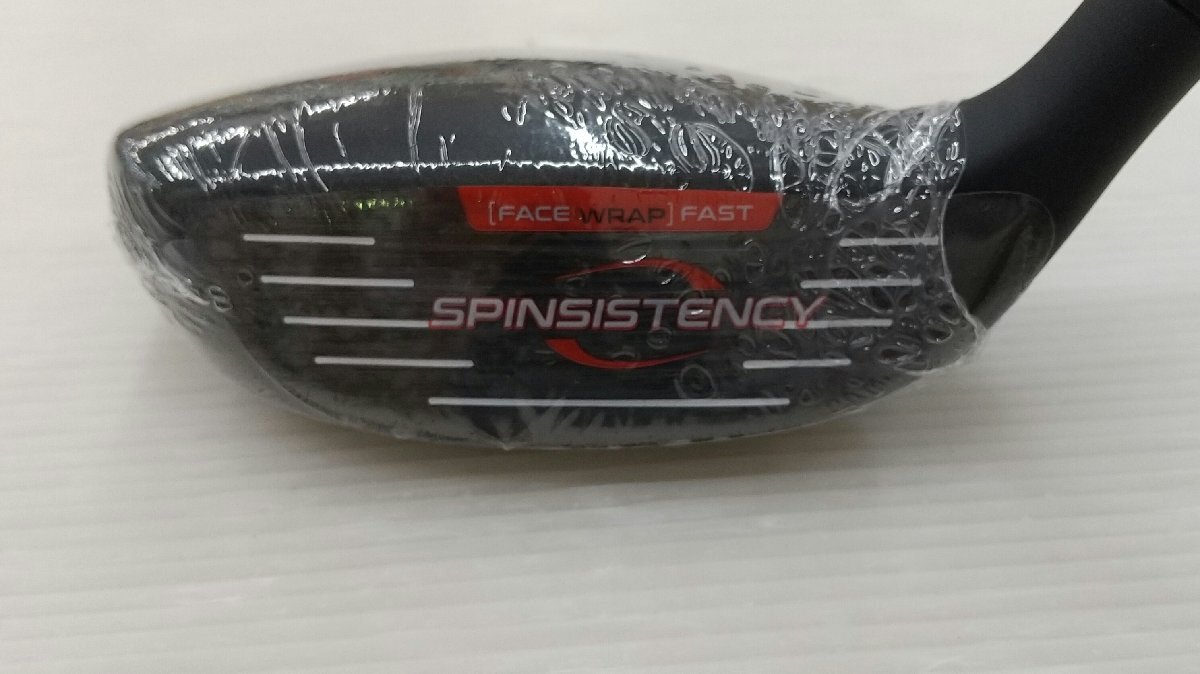 [FACE WRAP] FAST
SPINSISTENCY